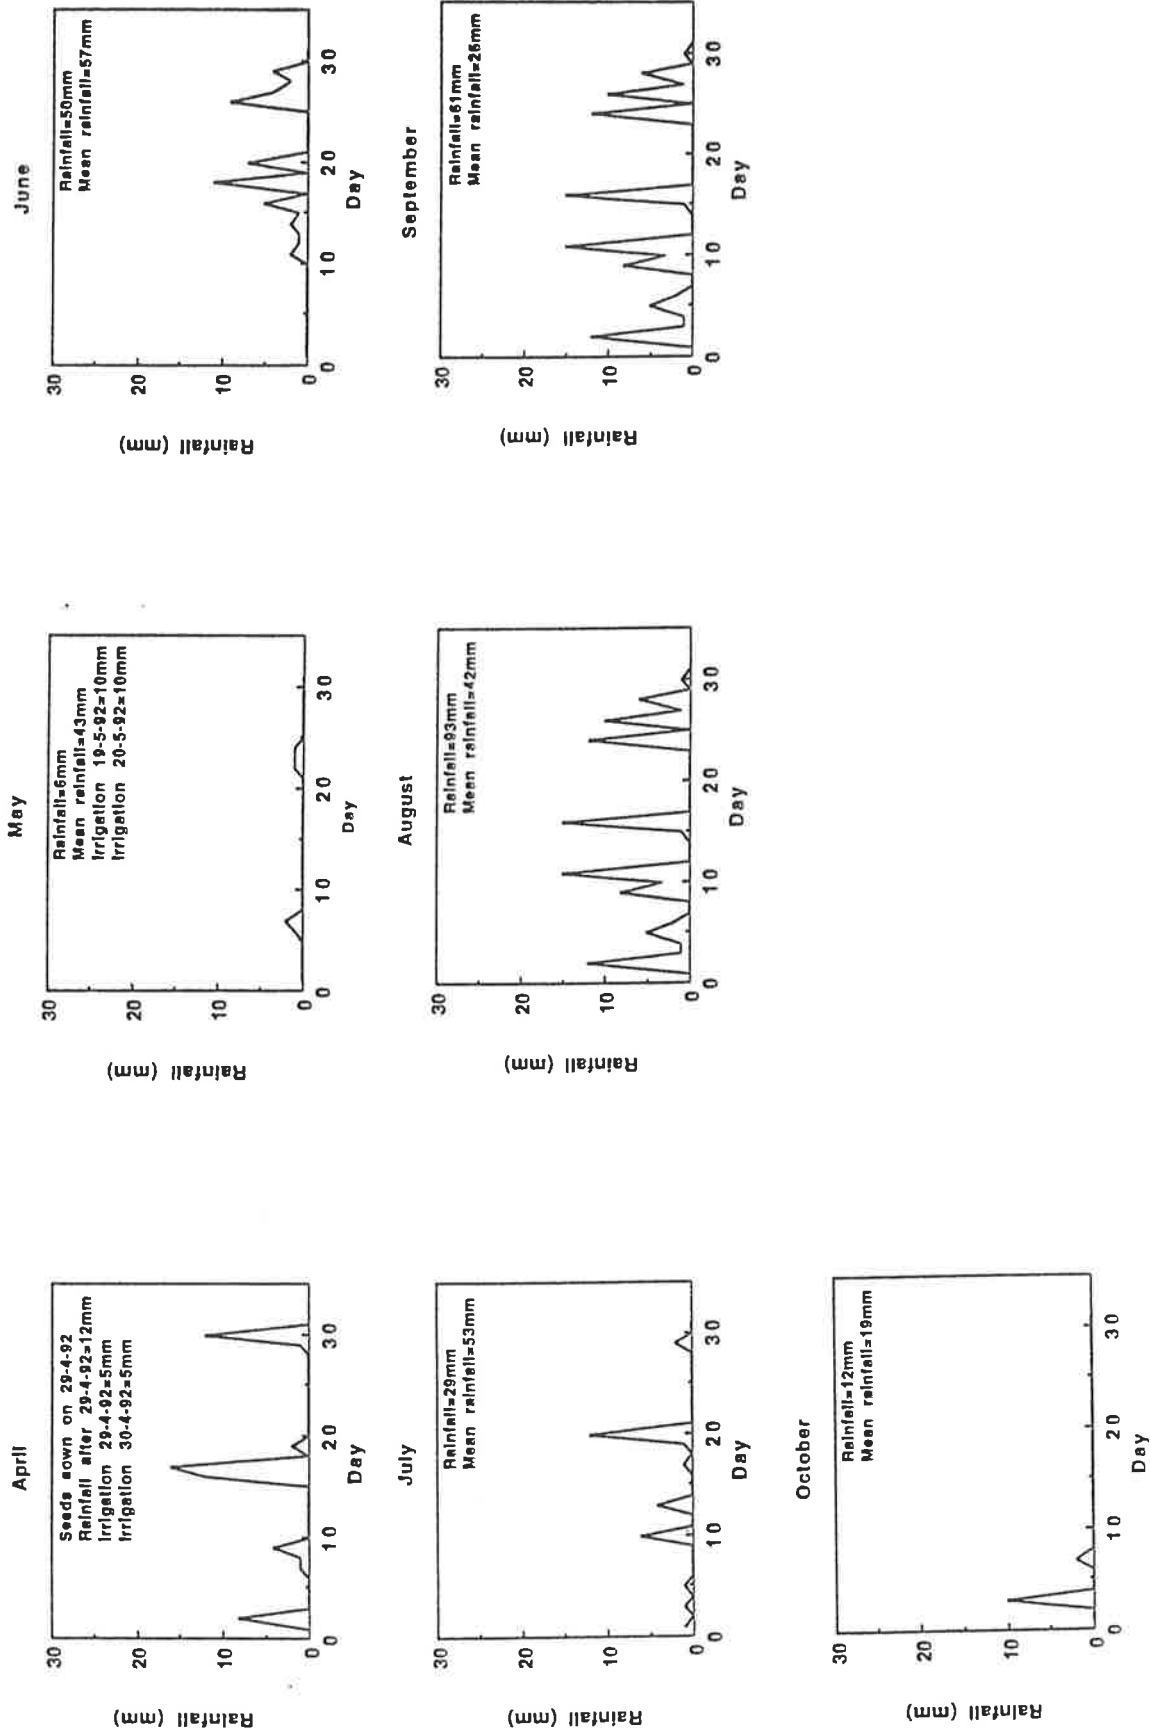 April
Seeds sown on 29-4-92
Rainfall after 29-4-92=12mm
Irrigation 29-4-92=5mm
Irrigation 30-4-92=5mm
30
20
10
0
Rainfall (mm)
0 10 20 30
Day
May
Rainfall=6mm
Mean rainfall=43mm
Irrigation 19-5-92=10mm
Irrigation 20-5-92=10mm
30
20
10
0
Rainfall (mm)
0 10 20 30
Day
June
Rainfall=50mm
Mean rainfall=57mm
30
20
10
0
Rainfall (mm)
0 10 20 30
Day
July
Rainfall=29mm
Mean rainfall=53mm
30
20
10
0
Rainfall (mm)
0 10 20 30
Day
August
Rainfall=93mm
Mean rainfall=42mm
30
20
10
0
Rainfall (mm)
0 10 20 30
Day
September
Rainfall=61mm
Mean rainfall=26mm
30
20
10
0
Rainfall (mm)
0 10 20 30
Day
October
Rainfall=12mm
Mean rainfall=19mm
30
20
10
0
Rainfall (mm)
0 10 20 30
Day